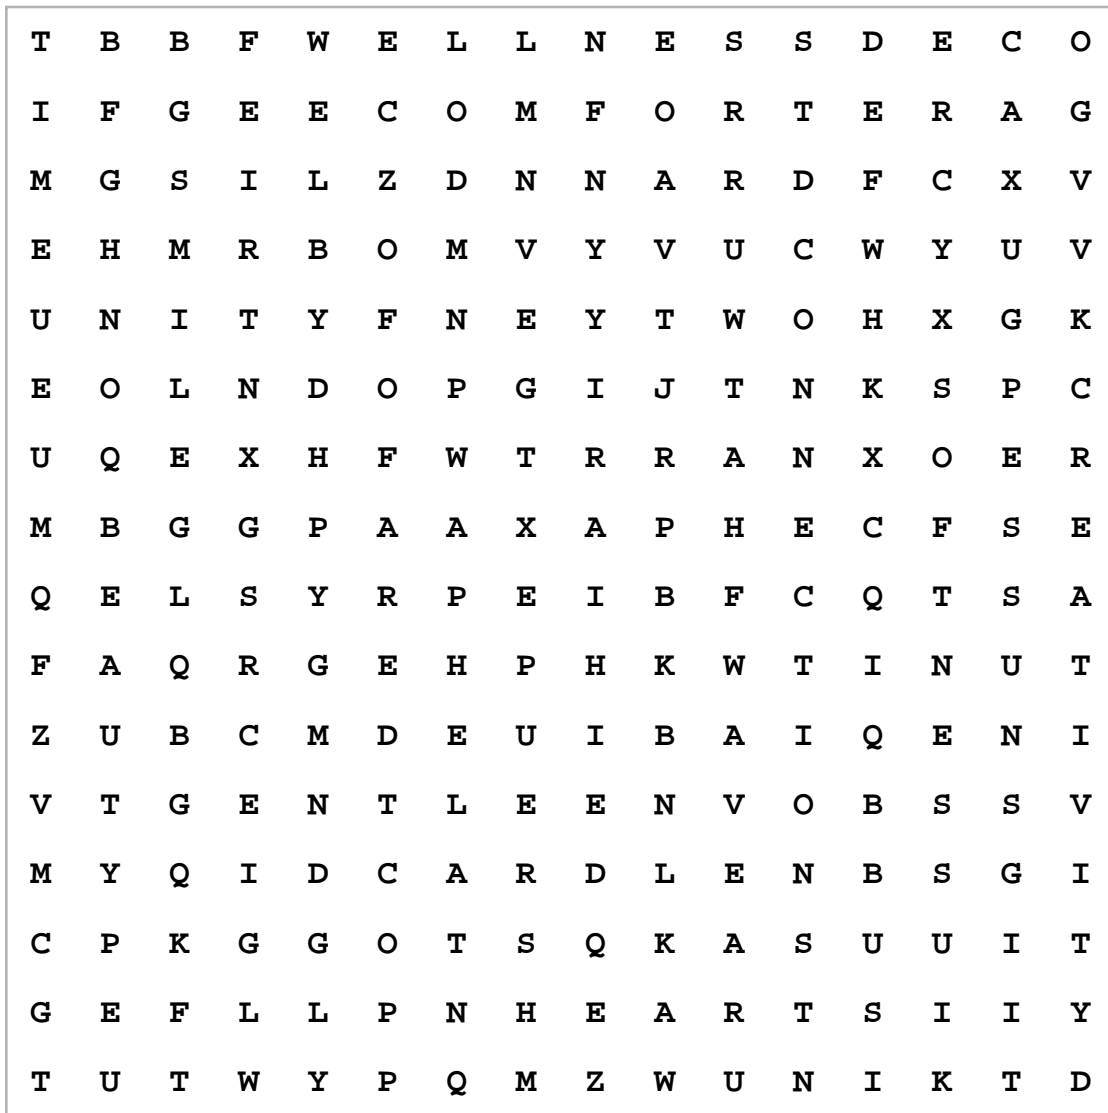 T B B F W E L L N E S S D E C O
I F G E E C O M F O R T E R A G
M G S I L Z D N N A R D F C X V
E H M R B O M V Y V U C W Y U V
U N I T Y F N E Y T W O H X G K
E O L N D O P G I J T N K S P C
U Q E X H F W T R R A N X O E R
M B G G P A A X A P H E C F S E
Q E L S Y R P E I B F C Q T S A
F A Q R G E H P H K W T I N U T
Z U B C M D E U I B A I Q E N I
V T G E N T L E E N V O B S S V
M Y Q I D C A R D L E N B S G I
C P K G G O T S Q K A S U U I T
G E F L L P N H E A R T S I I Y
T U T W Y P Q M Z W U N I K T D